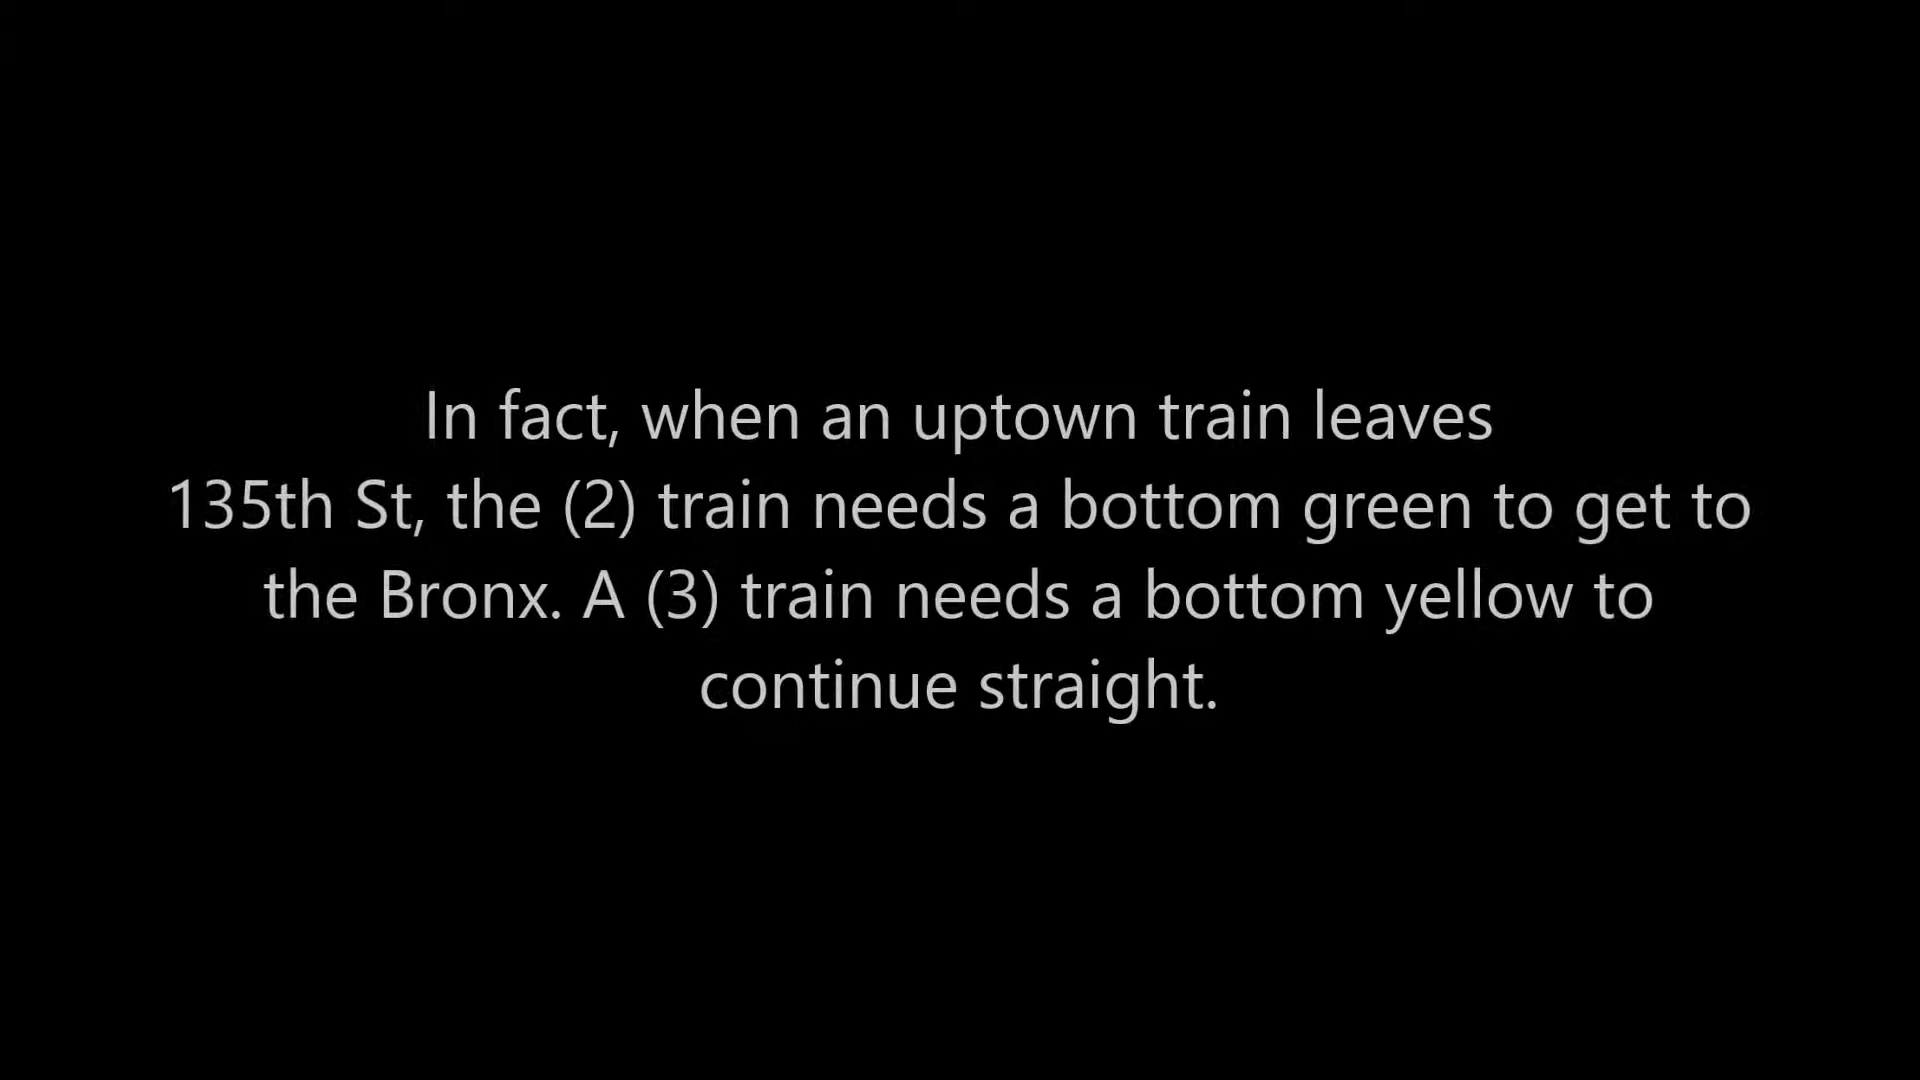 In fact, when an uptown train leaves
135th St, the (2) train needs a bottom green to get to
the Bronx. A (3) train needs a bottom yellow to
continue straight.